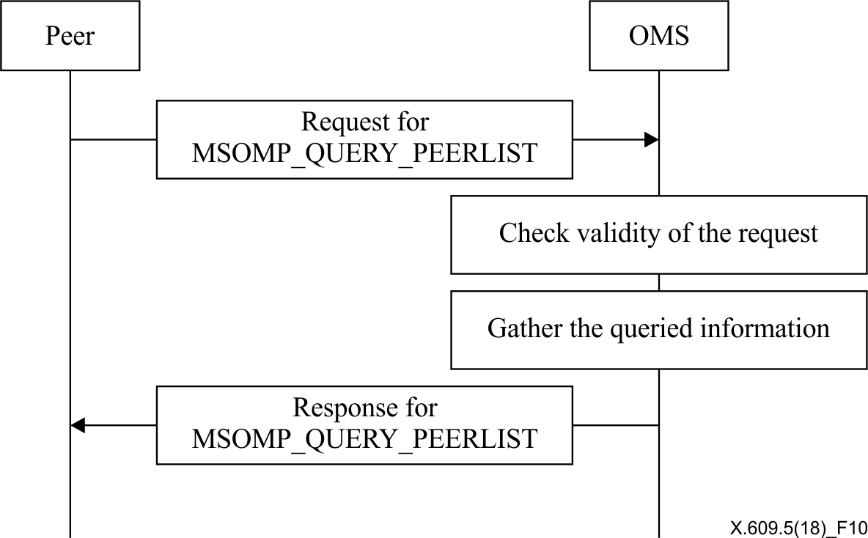 Peer
OMS
Request for
MSOMP_QUERY_PEERLIST
Check validity of the request
Gather the queried information
Response for
MSOMP_QUERY_PEERLIST
X.609.5(18)_F10